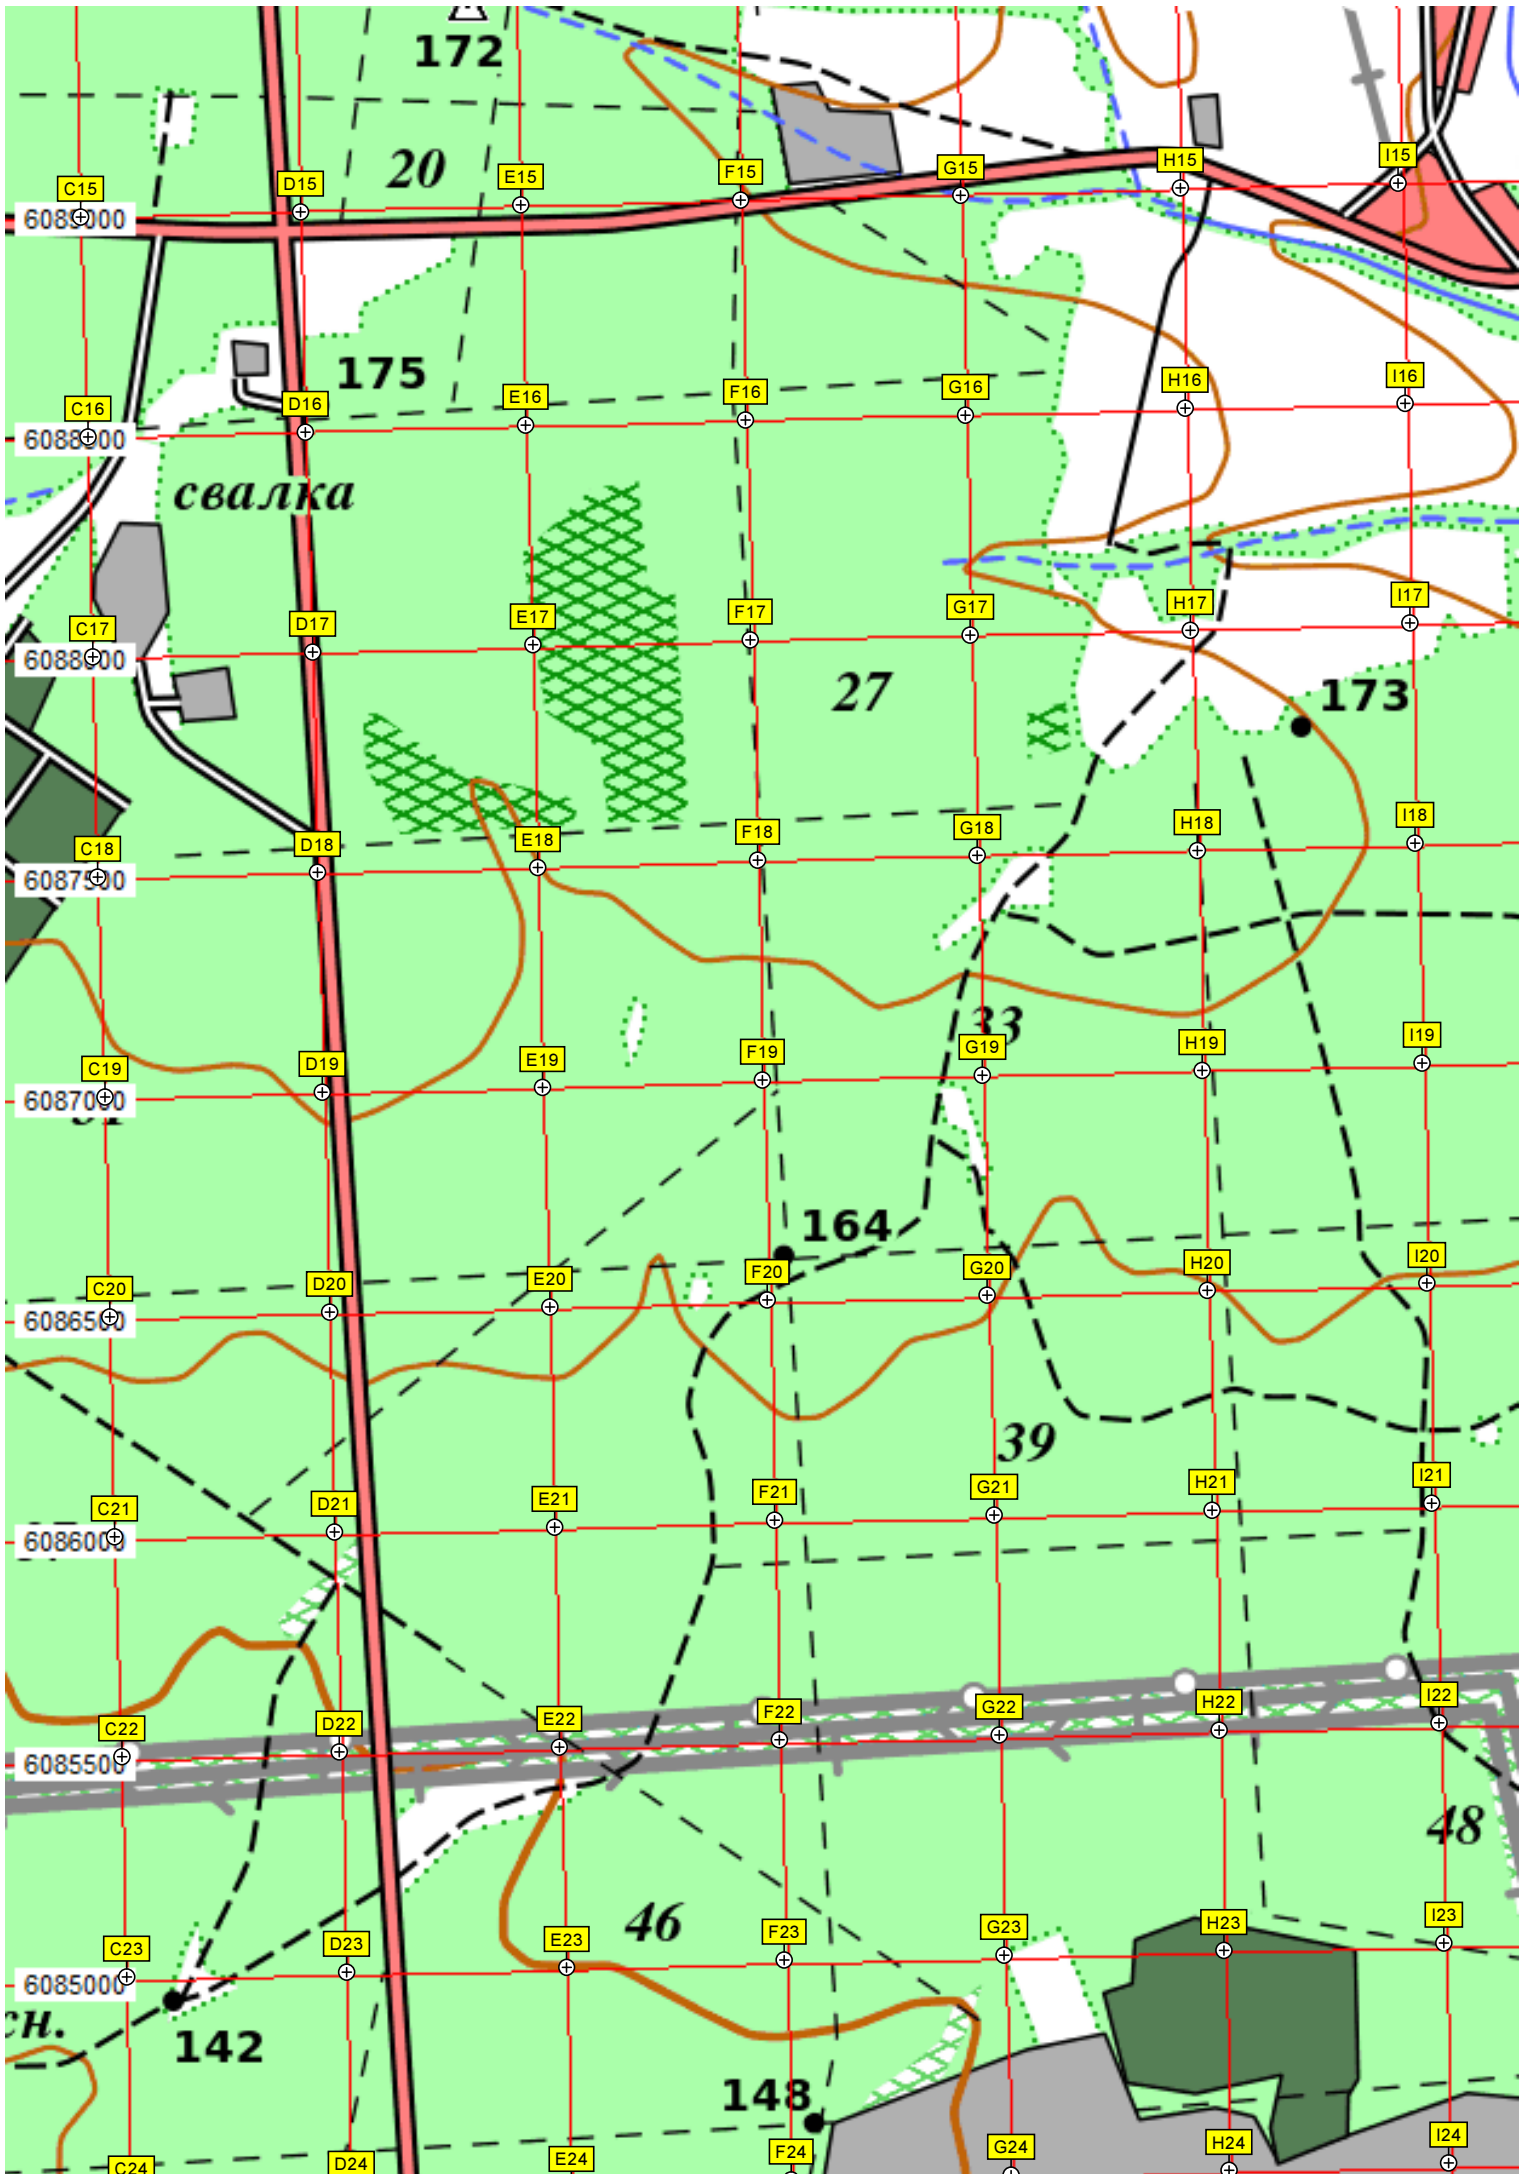 172
20
C15 D15 E15 F15 G15 H15 I15
175
C16 D16 E16 F16 G16 H16 I16
свалка
C17 D17 E17 F17 G17 H17 I17
6088000
27
173
C18 D18 E18 F18 G18 H18 I18
6087500
33
C19 D19 E19 F19 G19 H19 I19
6087000
164
C20 D20 E20 F20 G20 H20 I20
6086500
39
C21 D21 E21 F21 G21 H21 I21
6086000
C22 D22 E22 F22 G22 H22 I22
6085500
48
46
C23 D23 E23 F23 G23 H23 I23
6085000
сн.
142
148
C24 D24 E24 F24 G24 H24 I24